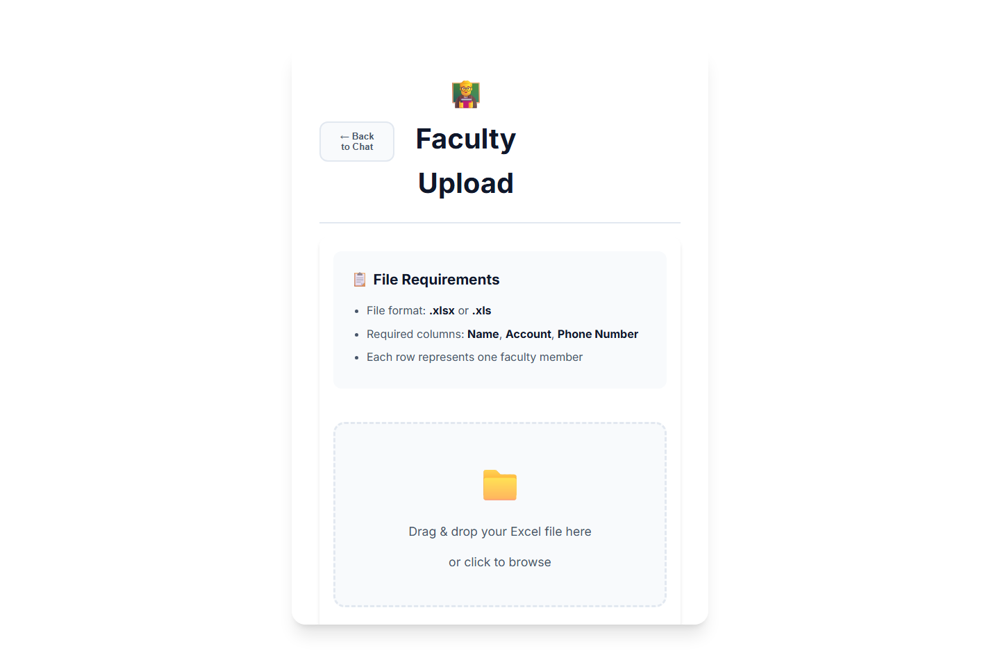 ← Back
to Chat
Faculty
Upload
File Requirements
File format: .xlsx or .xls
Required columns: Name, Account, Phone Number
Each row represents one faculty member
Drag & drop your Excel file here
or click to browse